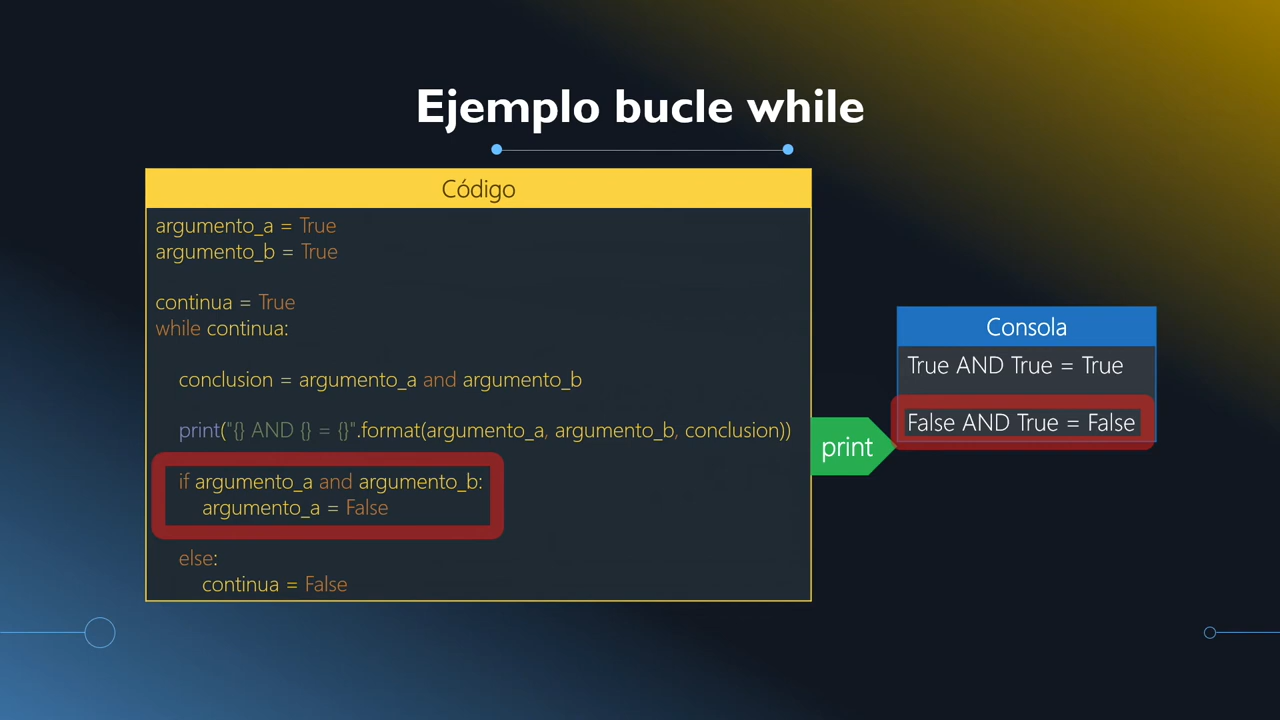 Ejemplo bucle while
Código
argumento_a = True
argumento_b = True
continua = True
while continua:
conclusion = argumento_a and argumento_b
print("{} AND {} = {}".format(argumento_a, argumento_b, conclusion))
if argumento_a and argumento_b:
argumento_a = False
else:
continua = False
print
Consola
True AND True = True
False AND True = False